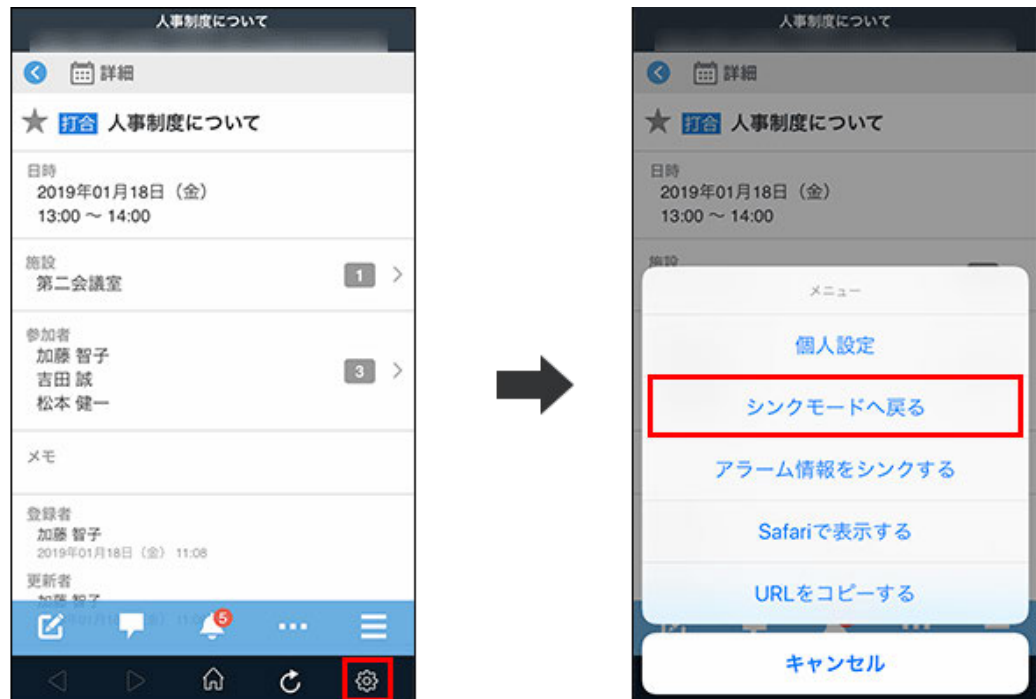 人事制度について
詳細
打合 人事制度について
日時
2019年01月18日（金）
13:00 〜 14:00
施設
第二会議室
1
参加者
加藤 智子
吉田 誠
松本 健一
3
メモ
登録者
加藤 智子
2019年01月18日（金） 11:08
更新者
加藤 智子
5
人事制度について
詳細
打合 人事制度について
日時
2019年01月18日（金）
13:00 〜 14:00
施設
メニュー
個人設定
シンクモードへ戻る
アラーム情報をシンクする
Safariで表示する
URLをコピーする
キャンセル